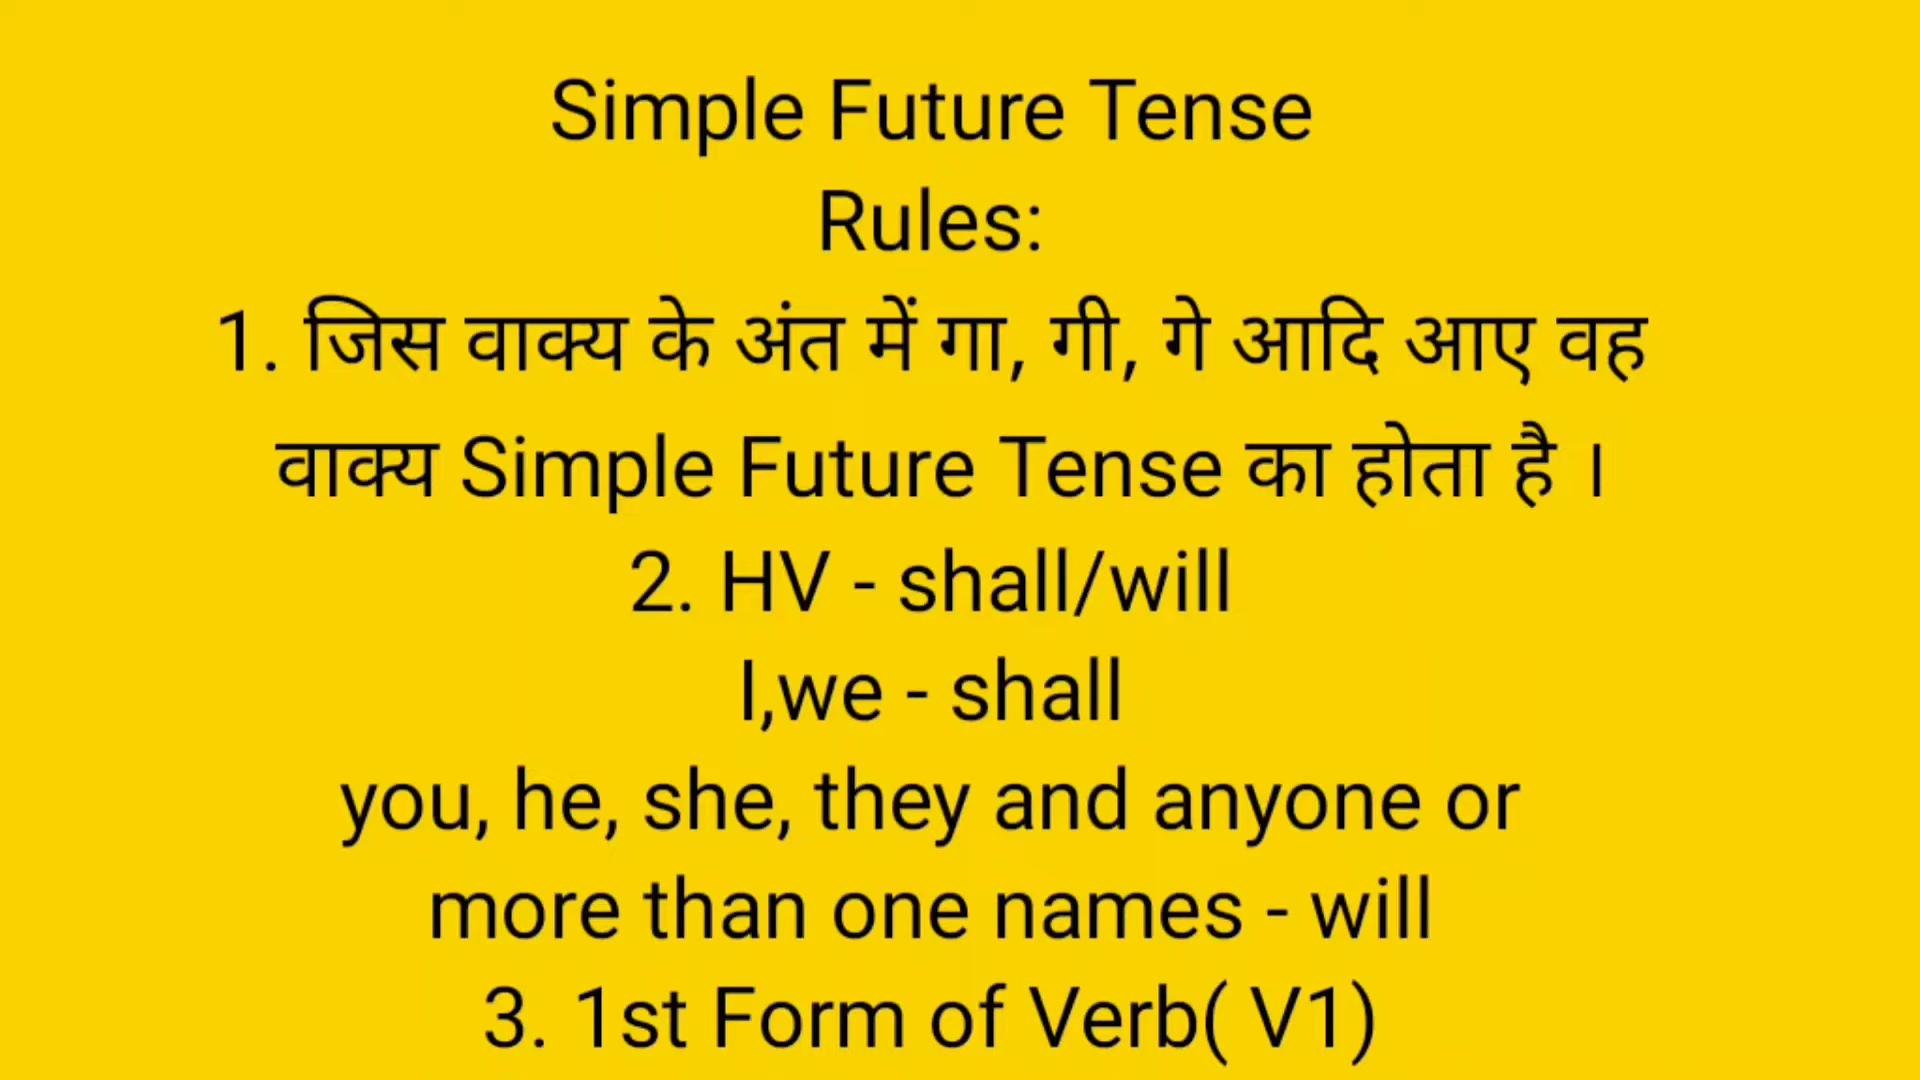 Simple Future Tense
Rules:
1. जिस वाक्य के अंत में गा, गी, गे आदि आए वह
वाक्य Simple Future Tense का होता है ।
2. HV - shall/will
I,we - shall
you, he, she, they and anyone or
more than one names - will
3. 1st Form of Verb( V1)